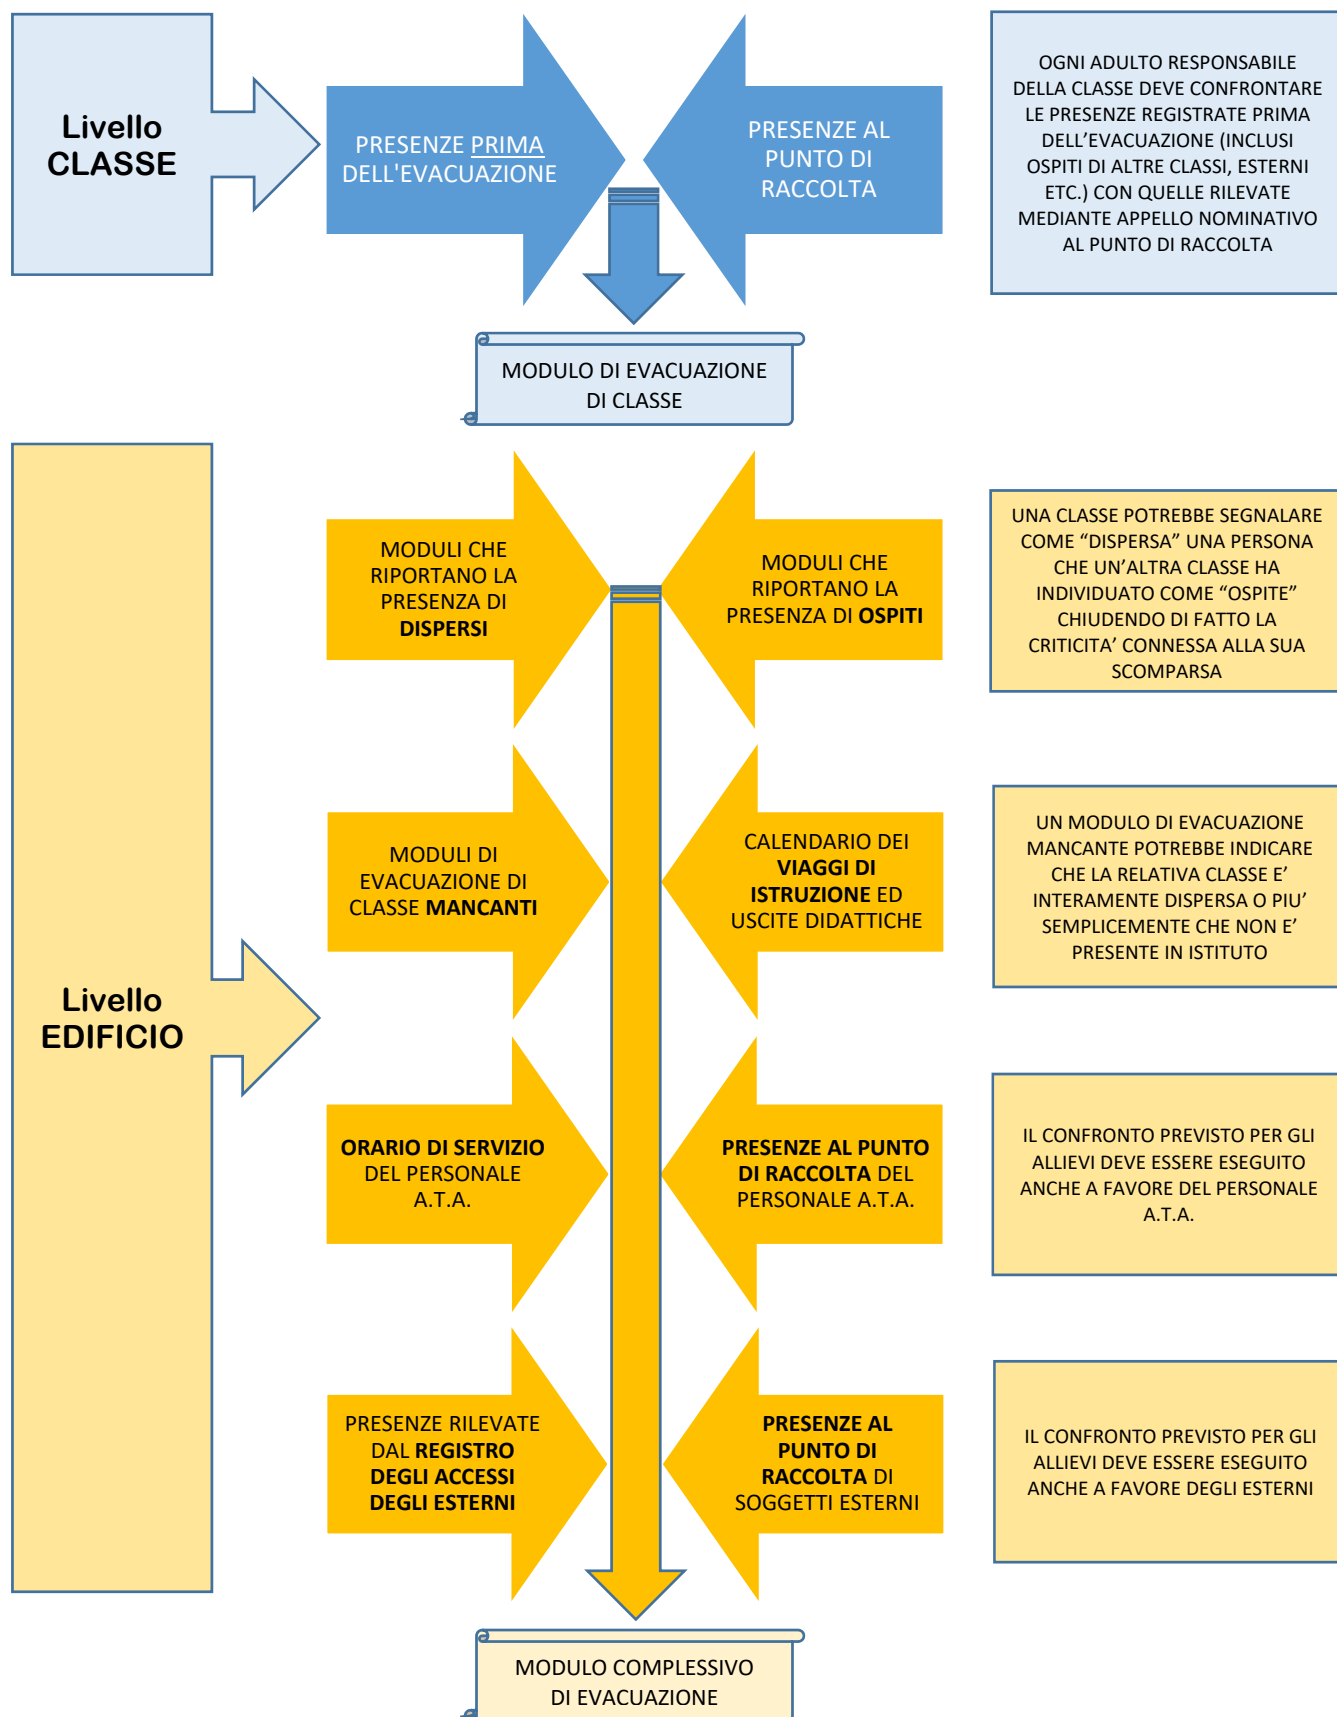 Livello
CLASSE
PRESENZE PRIMA
DELL'EVACUAZIONE
PRESENZE AL
PUNTO DI
RACCOLTA
OGNI ADULTO RESPONSABILE
DELLA CLASSE DEVE CONFRONTARE
LE PRESENZE REGISTRATE PRIMA
DELL’EVACUAZIONE (INCLUSI
OSPITI DI ALTRE CLASSI, ESTERNI
ETC.) CON QUELLE RILEVATE
MEDIANTE APPELLO NOMINATIVO
AL PUNTO DI RACCOLTA
MODULO DI EVACUAZIONE
DI CLASSE
Livello
EDIFICIO
MODULI CHE
RIPORTANO LA
PRESENZA DI
DISPERSI
MODULI CHE
RIPORTANO LA
PRESENZA DI OSPITI
UNA CLASSE POTREBBE SEGNALARE
COME “DISPERSA” UNA PERSONA
CHE UN’ALTRA CLASSE HA
INDIVIDUATO COME “OSPITE”
CHIUDENDO DI FATTO LA
CRITICITA’ CONNESSA ALLA SUA
SCOMPARSA
MODULI DI
EVACUAZIONE DI
CLASSE MANCANTI
CALENDARIO DEI
VIAGGI DI
ISTRUZIONE ED
USCITE DIDATTICHE
UN MODULO DI EVACUAZIONE
MANCANTE POTREBBE INDICARE
CHE LA RELATIVA CLASSE E’
INTERAMENTE DISPERSA O PIU’
SEMPLICEMENTE CHE NON E’
PRESENTE IN ISTITUTO
ORARIO DI SERVIZIO
DEL PERSONALE
A.T.A.
PRESENZE AL PUNTO
DI RACCOLTA DEL
PERSONALE A.T.A.
IL CONFRONTO PREVISTO PER GLI
ALLIEVI DEVE ESSERE ESEGUITO
ANCHE A FAVORE DEL PERSONALE
A.T.A.
PRESENZE RILEVATE
DAL REGISTRO
DEGLI ACCESSI
DEGLI ESTERNI
PRESENZE AL
PUNTO DI
RACCOLTA DI
SOGGETTI ESTERNI
IL CONFRONTO PREVISTO PER GLI
ALLIEVI DEVE ESSERE ESEGUITO
ANCHE A FAVORE DEGLI ESTERNI
MODULO COMPLESSIVO
DI EVACUAZIONE